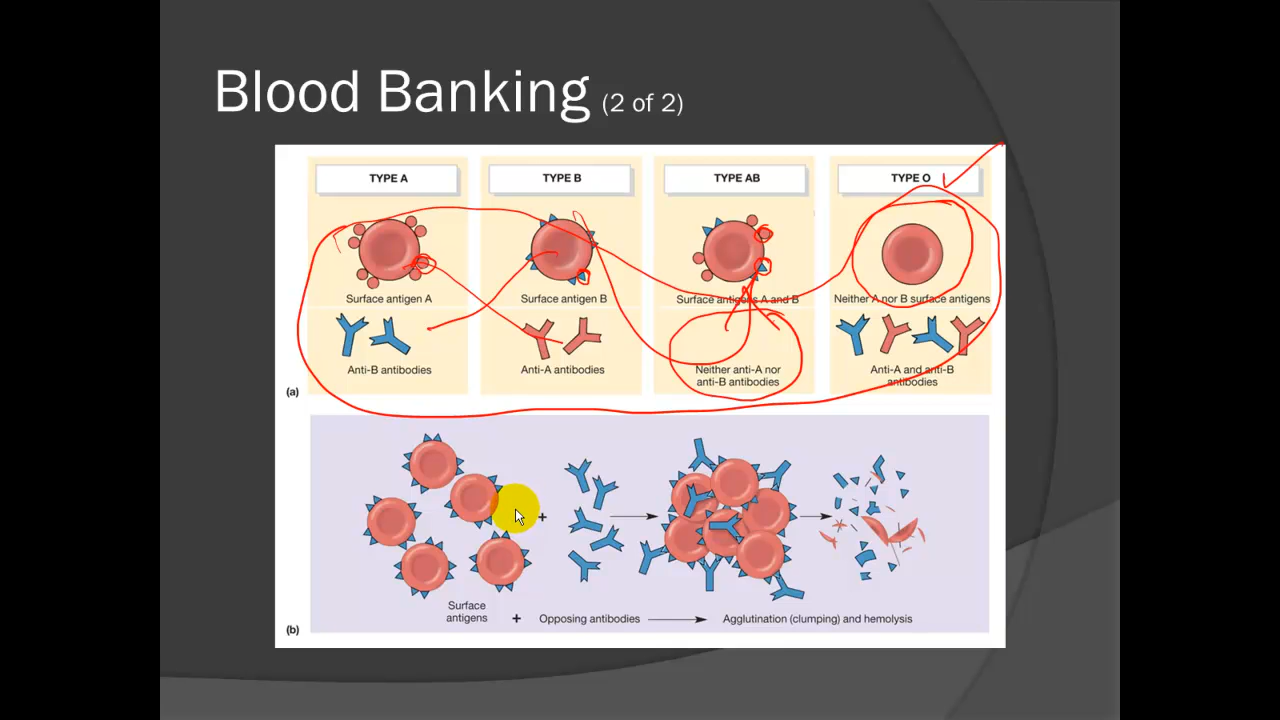 Blood Banking (2 of 2)
TYPE A
TYPE B
TYPE AB
TYPE O
Surface antigen A
Surface antigen B
Surface antigens A and B
Neither A nor B surface antigens
Anti-B antibodies
Anti-A antibodies
Neither anti-A nor
anti-B antibodies
Anti-A and anti-B
antibodies
(a)
+
Surface
antigens
+
Opposing antibodies
Agglutination (clumping) and hemolysis
(b)